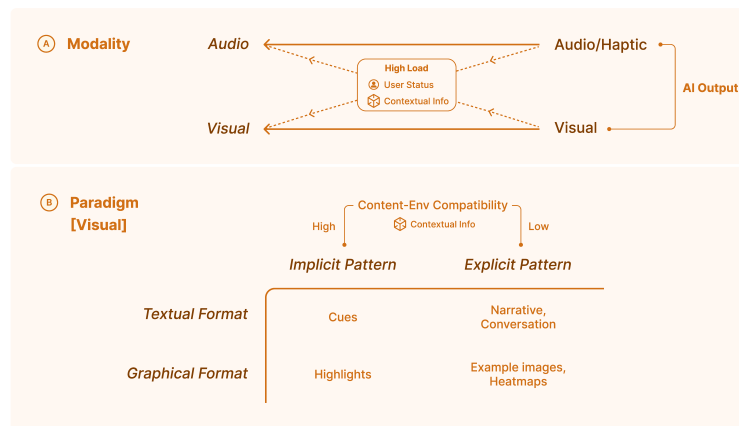 A Modality
Audio
Audio/Haptic
High Load
User Status
Contextual Info
AI Output
Visual
Visual
B Paradigm
[Visual]
Content-Env Compatibility
High
Contextual Info
Low
Implicit Pattern
Explicit Pattern
Textual Format
Cues
Narrative,
Conversation
Graphical Format
Highlights
Example images,
Heatmaps